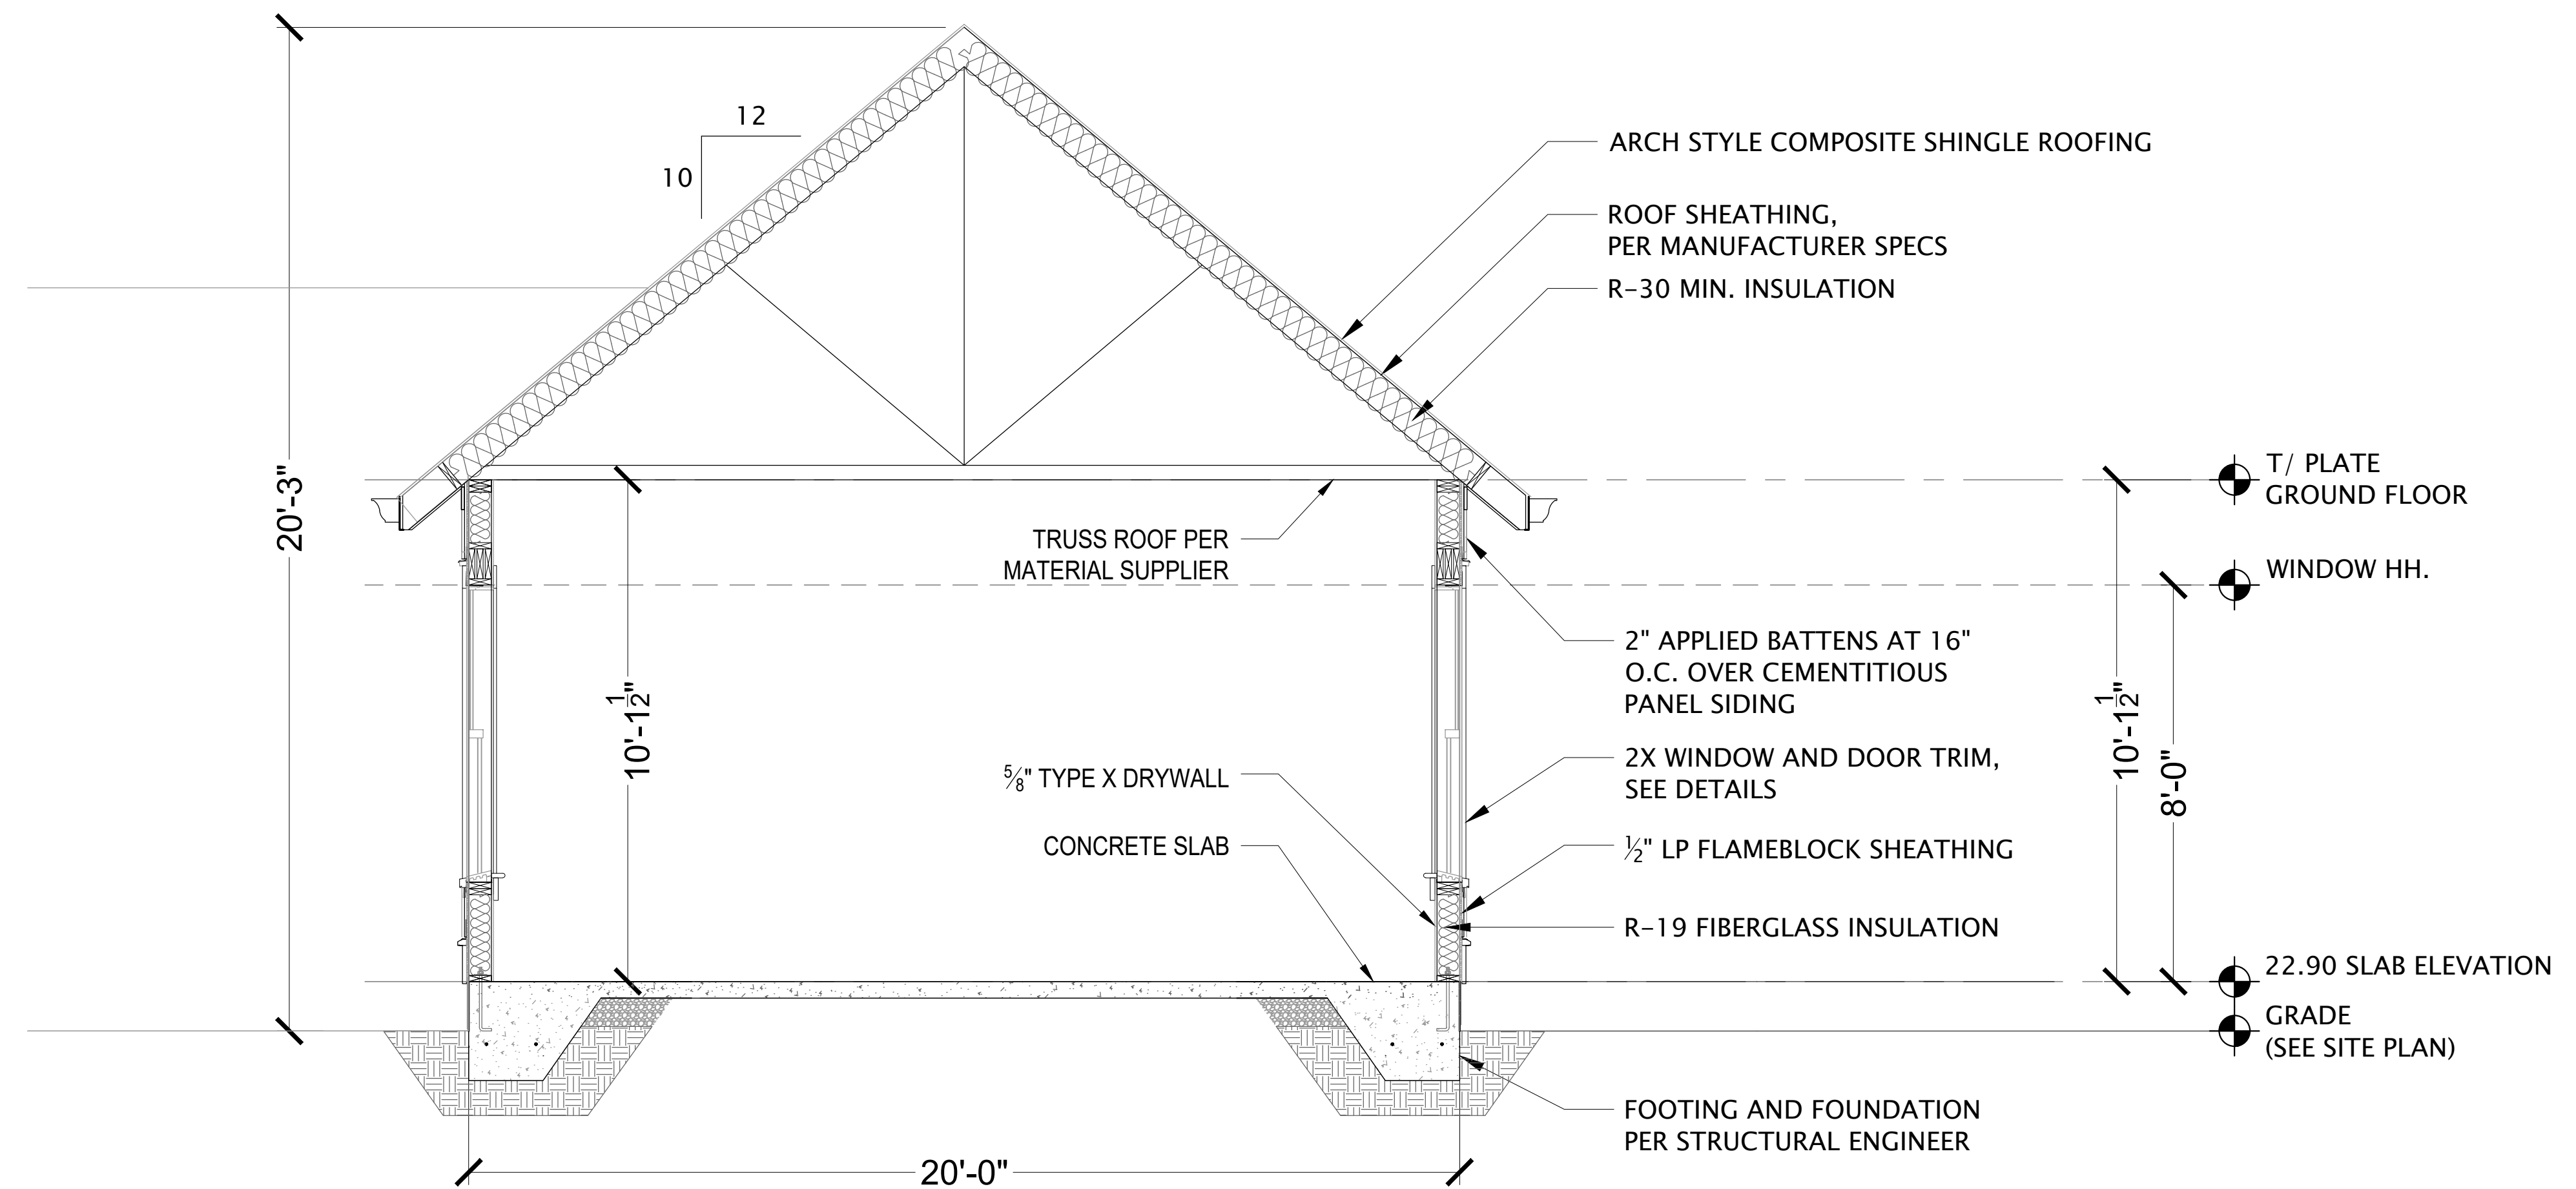 12
10
ARCH STYLE COMPOSITE SHINGLE ROOFING
ROOF SHEATHING,
PER MANUFACTURER SPECS
R-30 MIN. INSULATION
20'-3"
T/ PLATE
GROUND FLOOR
TRUSS ROOF PER
MATERIAL SUPPLIER
WINDOW HH.
2" APPLIED BATTENS AT 16"
O.C. OVER CEMENTITIOUS
PANEL SIDING
10'-1½"
10'-1½"
8'-0"
2X WINDOW AND DOOR TRIM,
SEE DETAILS
⅝" TYPE X DRYWALL
CONCRETE SLAB
½" LP FLAMEBLOCK SHEATHING
R-19 FIBERGLASS INSULATION
22.90 SLAB ELEVATION
GRADE
(SEE SITE PLAN)
FOOTING AND FOUNDATION
PER STRUCTURAL ENGINEER
20'-0"